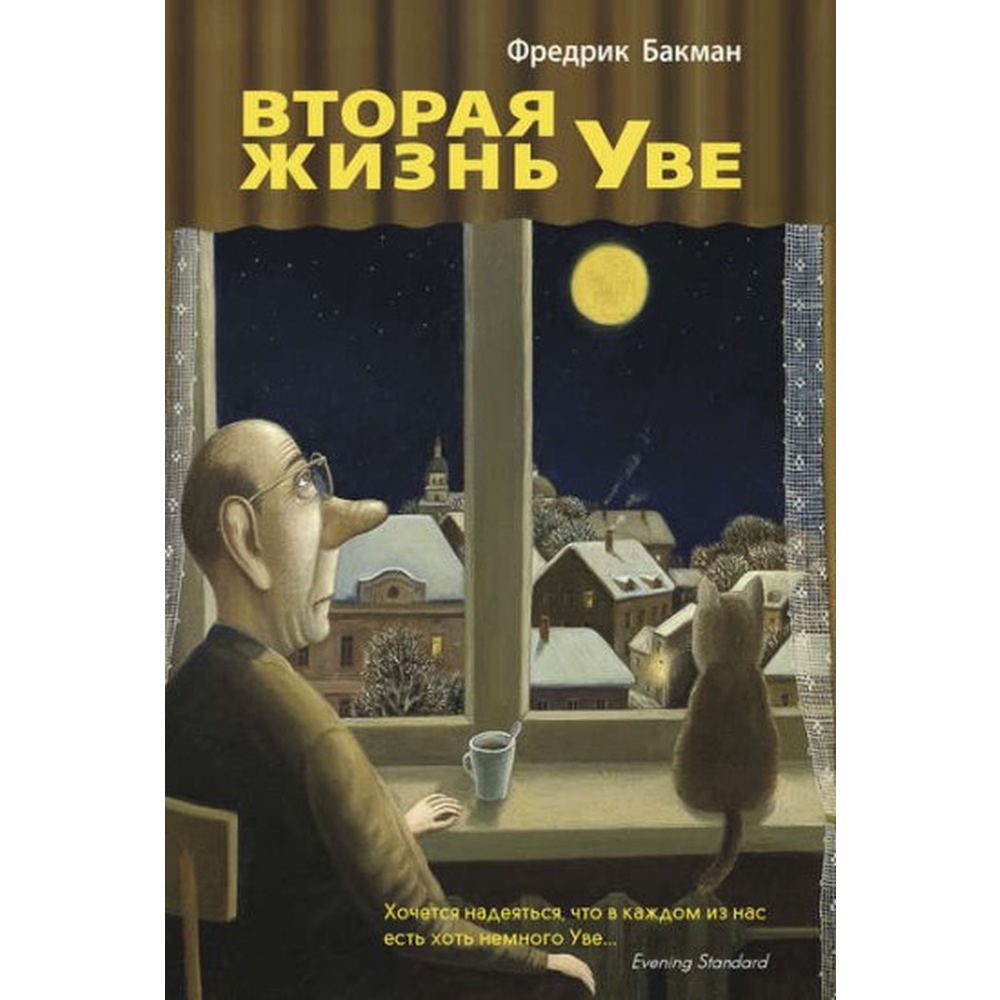 Фредрик Бакман
ВТОРАЯ
ЖИЗНЬ УВЕ
Хочется надеяться, что в каждом из нас
есть хоть немного Уве...
Evening Standard